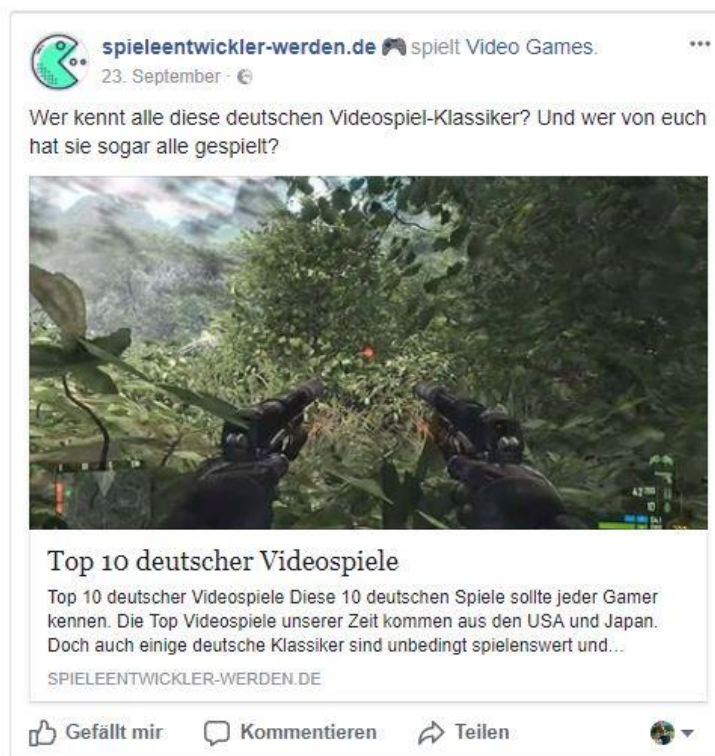 spieleentwickler-werden.de 🎮 spielt Video Games.
23. September ·
Wer kennt alle diese deutschen Videospiel-Klassiker? Und wer von euch
hat sie sogar alle gespielt?
Top 10 deutscher Videospiele
Top 10 deutscher Videospiele Diese 10 deutschen Spiele sollte jeder Gamer
kennen. Die Top Videospiele unserer Zeit kommen aus den USA und Japan.
Doch auch einige deutsche Klassiker sind unbedingt spielenswert und...
SPIELEENTWICKLER-WERDEN.DE
Gefällt mir Kommentieren Teilen